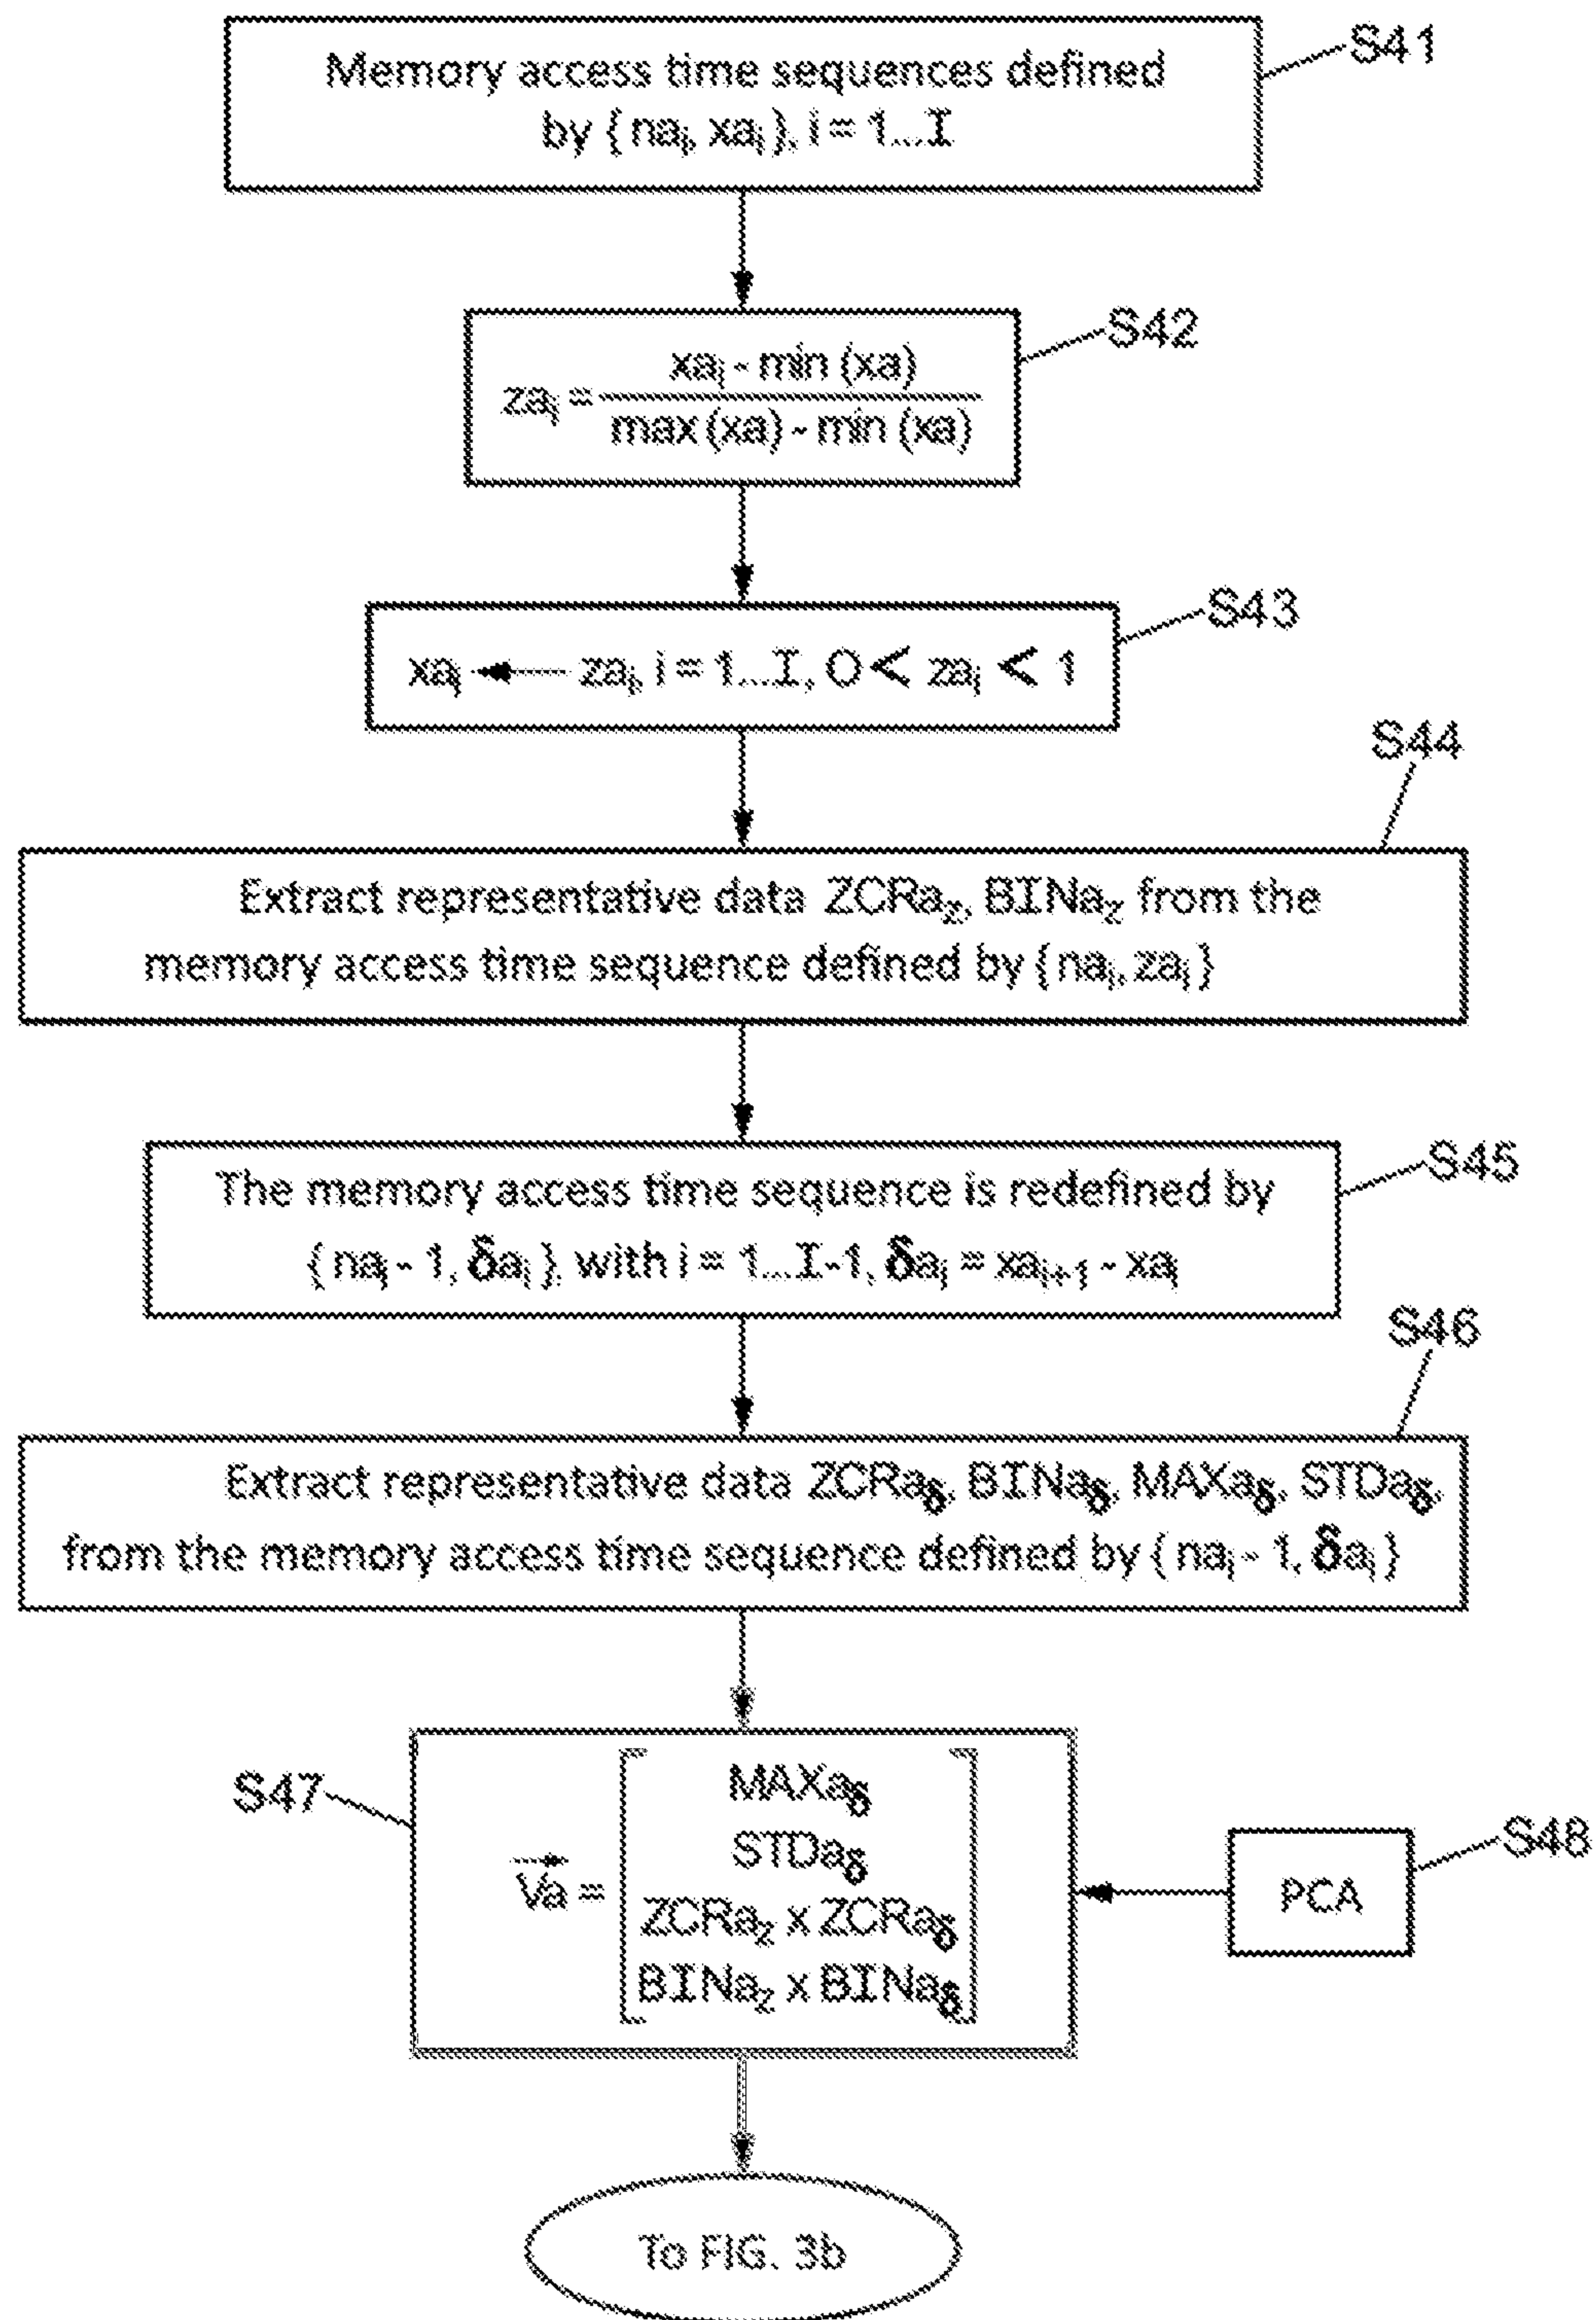 S41
Memory access time sequences defined
by {naᵢ, xaᵢ}, i = 1...I
S42
zaᵢ = xaᵢ - min (xa)
max (xa) - min (xa)
S43
xaᵢ ← zaᵢ, i = 1...I, 0 < zaᵢ < 1
S44
Extract representative data ZCRa_z, BINa_z from the
memory access time sequence defined by {naᵢ, zaᵢ}
S45
The memory access time sequence is redefined by
{naᵢ - 1, δaᵢ}, with i = 1...I-1, δaᵢ = xaᵢ₊₁ - xaᵢ
S46
Extract representative data ZCRa_δ, BINa_δ, MAXa_δ, STDa_δ,
from the memory access time sequence defined by {naᵢ - 1, δaᵢ}
S47
MAXa_δ
STDa_δ
Va =
ZCRa_z x ZCRa_δ
BINa_z x BINa_δ
S48
PCA
To FIG. 3b